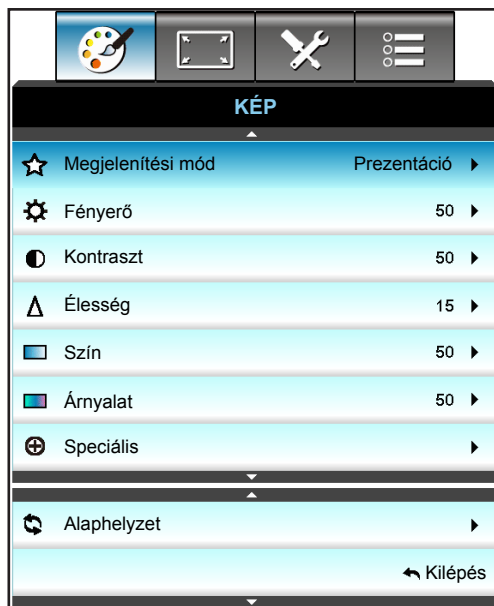 KÉP
Megjelenítési mód Prezentáció
Fényerő 50
Kontraszt 50
Élesség 15
Szín 50
Árnyalat 50
Speciális
Alaphelyzet
Kilépés